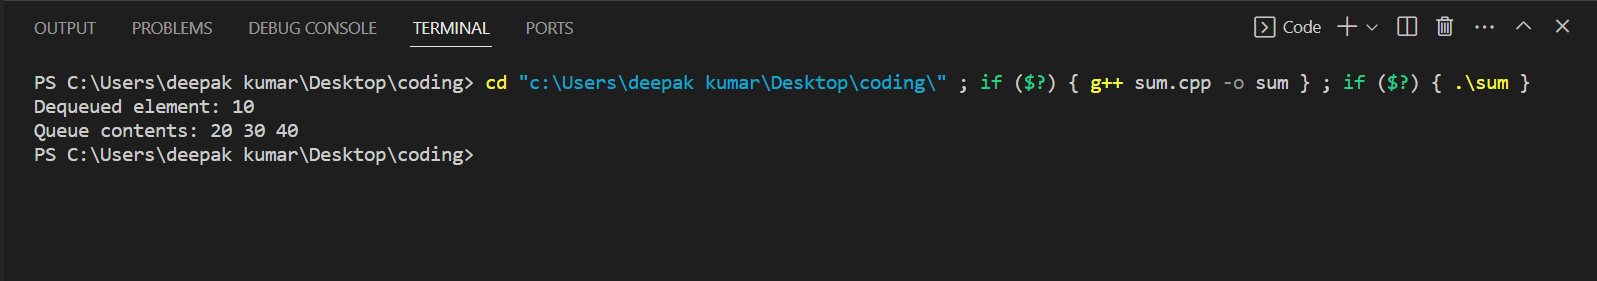 OUTPUT PROBLEMS DEBUG CONSOLE TERMINAL PORTS Code
PS C:\Users\deepak kumar\Desktop\coding> cd "c:\Users\deepak kumar\Desktop\coding\" ; if ($?) { g++ sum.cpp -o sum } ; if ($?) { .\sum }
Dequeued element: 10
Queue contents: 20 30 40
PS C:\Users\deepak kumar\Desktop\coding>